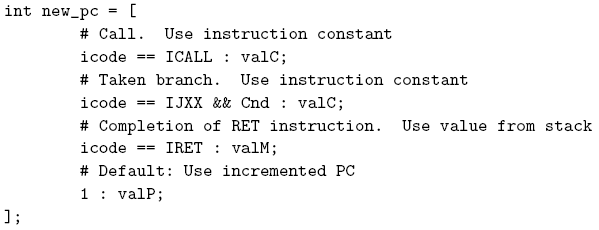 int new_pc = [
        # Call.  Use instruction constant
        icode == ICALL : valC;
        # Taken branch.  Use instruction constant
        icode == IJXX && Cnd : valC;
        # Completion of RET instruction.  Use value from stack
        icode == IRET : valM;
        # Default: Use incremented PC
        1 : valP;
];